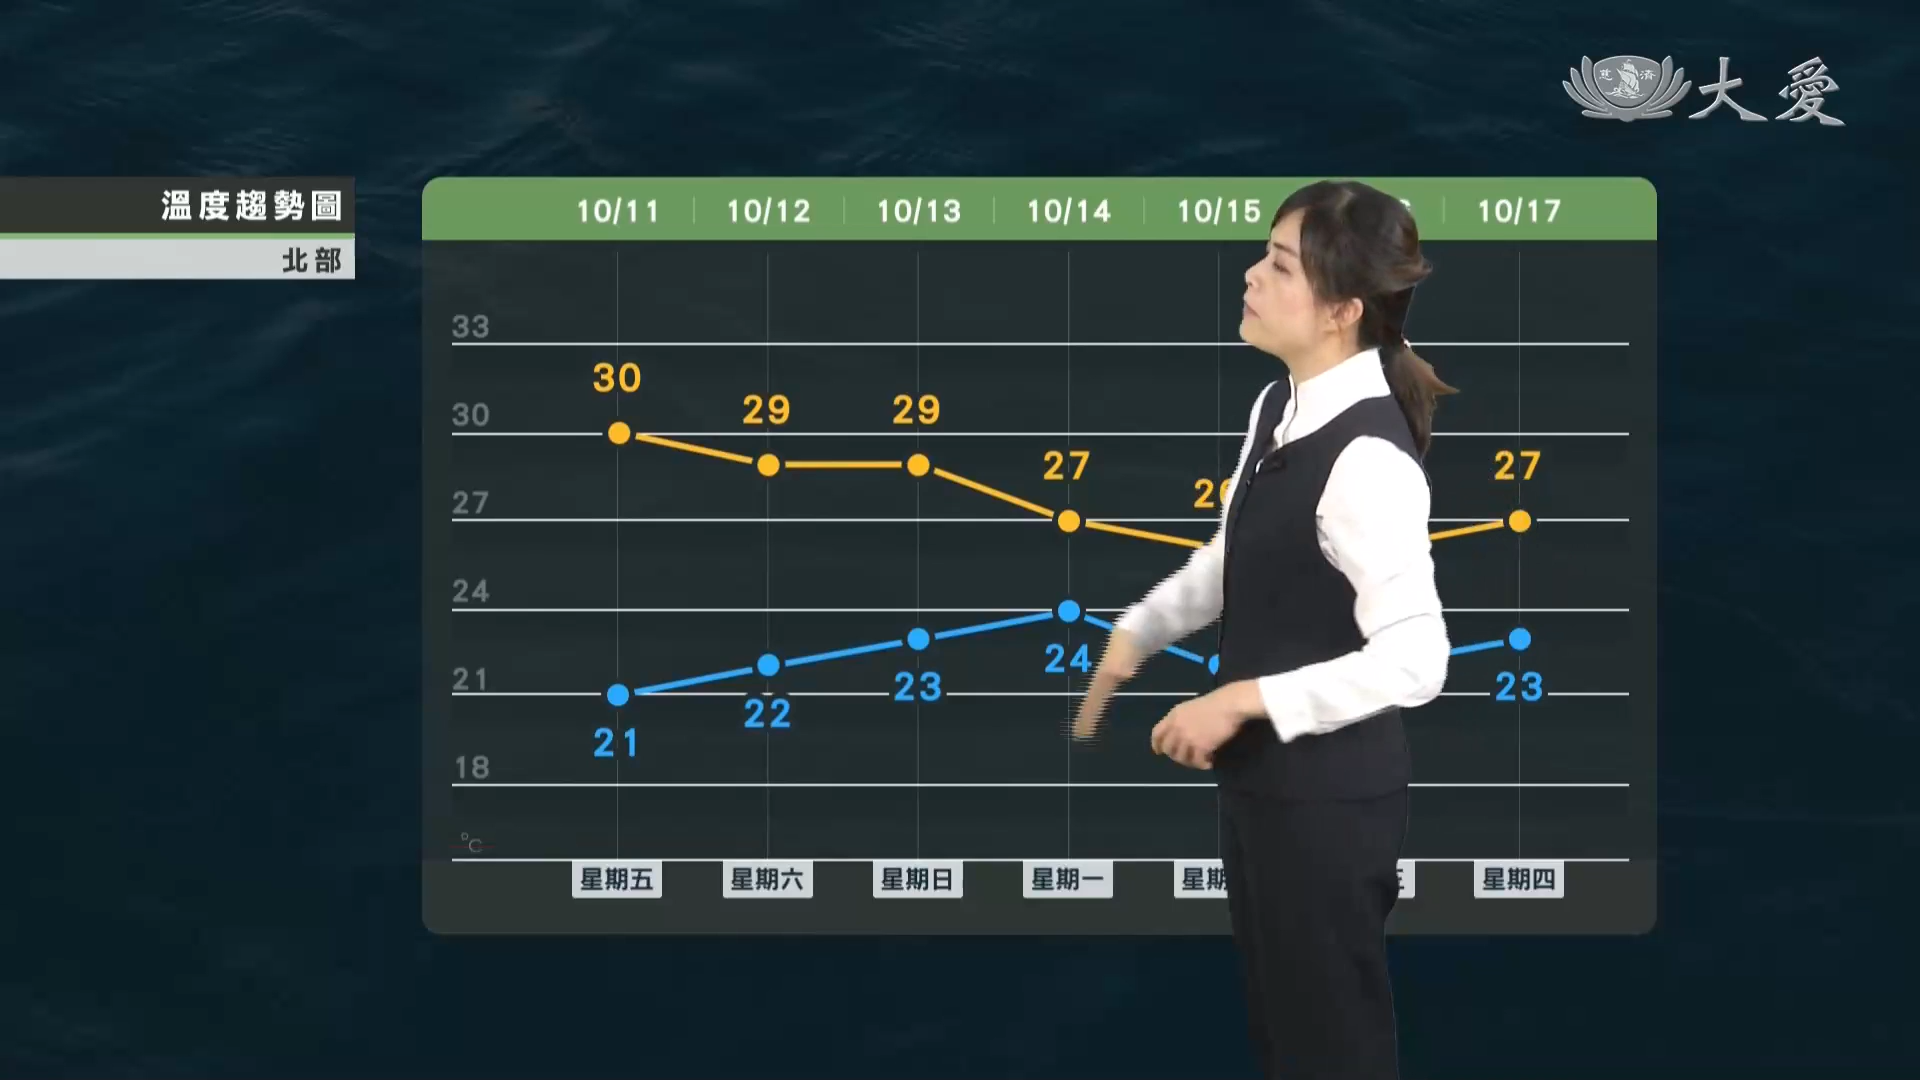 慈濟 大愛
溫度趨勢圖
北部
10/11 10/12 10/13 10/14 10/15 10/17
33
30
27
24
21
18
°C
30 29 29 27 27
21 22 23 24 23
星期五 星期六 星期日 星期一 星期四